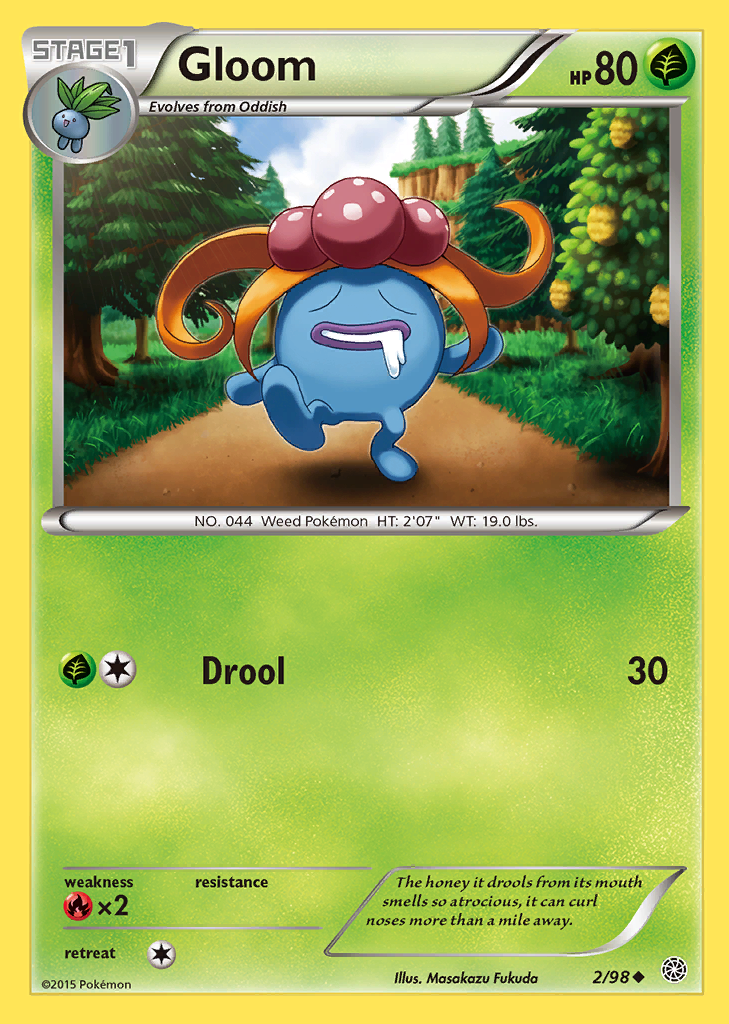 STAGE1
Gloom
HP 80
Evolves from Oddish
NO. 044 Weed Pokémon HT: 2'07" WT: 19.0 lbs.
Drool 30
weakness resistance
×2
retreat
The honey it drools from its mouth
smells so atrocious, it can curl
noses more than a mile away.
©2015 Pokémon
Illus. Masakazu Fukuda
2/98